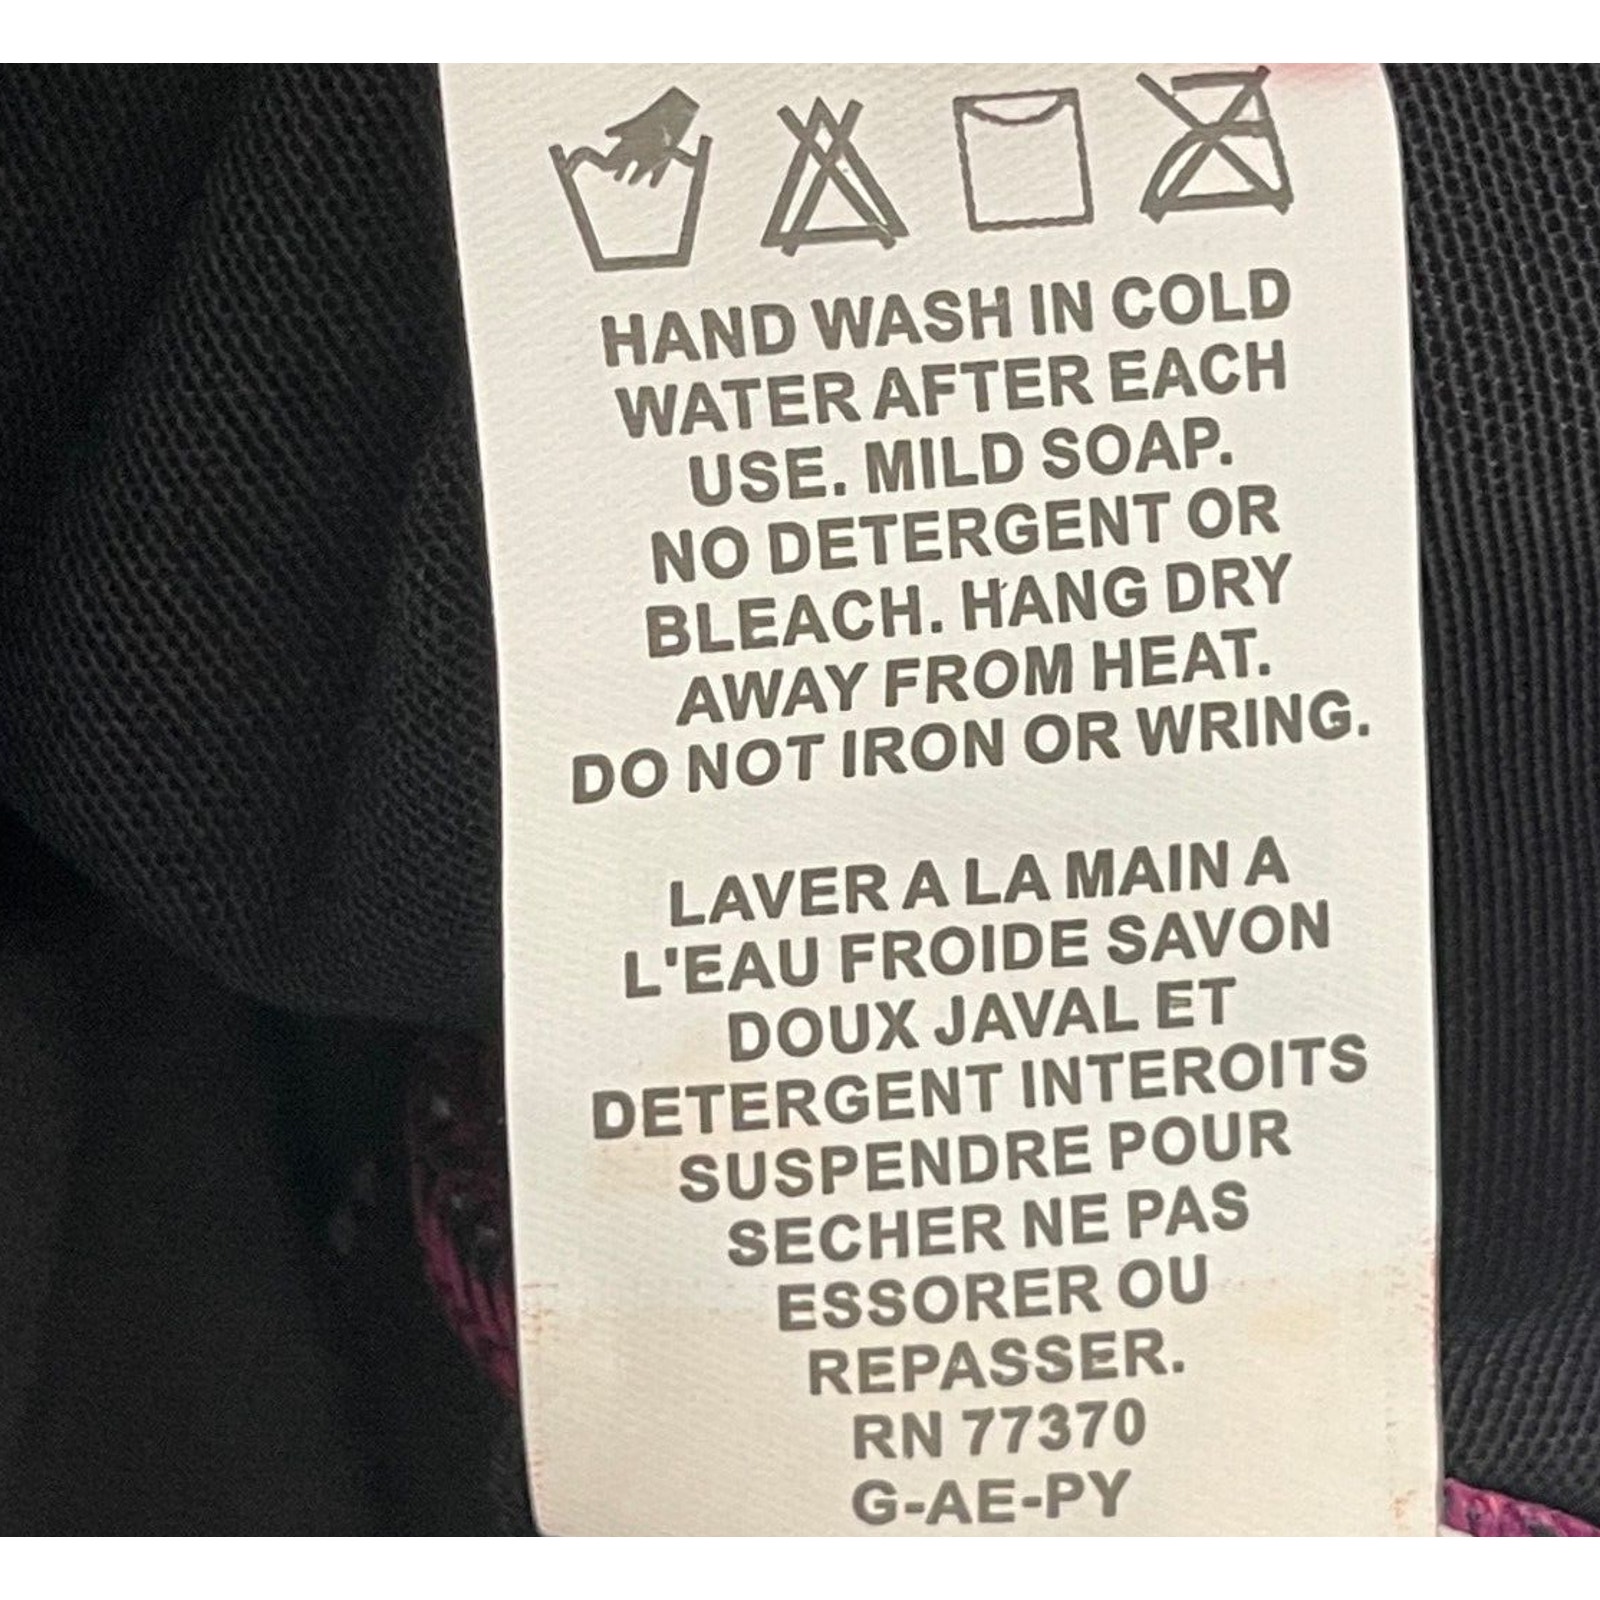 HAND WASH IN COLD
WATER AFTER EACH
USE. MILD SOAP.
NO DETERGENT OR
BLEACH. HANG DRY
AWAY FROM HEAT.
DO NOT IRON OR WRING.
LAVER A LA MAIN A
L'EAU FROIDE SAVON
DOUX JAVAL ET
DETERGENT INTEROITS
SUSPENDRE POUR
SECHER NE PAS
ESSORER OU
REPASSER.
RN 77370
G-AE-PY